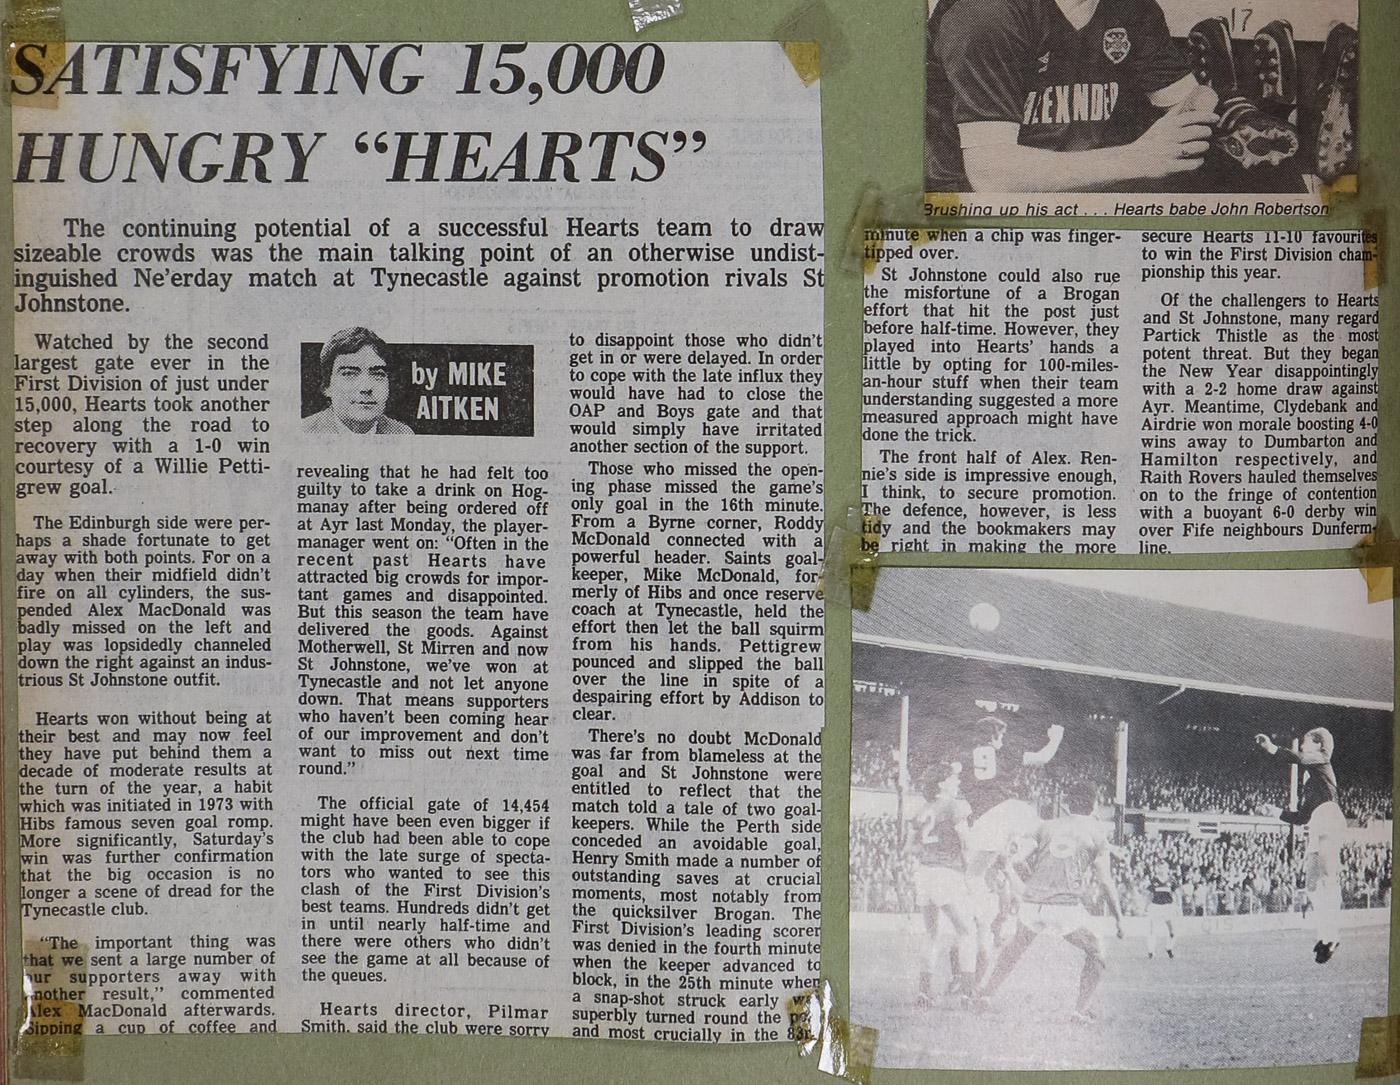 SATISFYING 15,000
HUNGRY “HEARTS”
The continuing potential of a successful Hearts team to draw
sizeable crowds was the main talking point of an otherwise undist-
inguished Ne’erday match at Tynecastle against promotion rivals St
Johnstone.
Watched by the second
largest gate ever in the
First Division of just under
15,000, Hearts took another
step along the road to
recovery with a 1-0 win
courtesy of a Willie Petti-
grew goal.
The Edinburgh side were per-
haps a shade fortunate to get
away with both points. For on a
day when their midfield didn’t
fire on all cylinders, the sus-
pended Alex MacDonald was
badly missed on the left and
play was lopsidedly channeled
down the right against an indus-
trious St Johnstone outfit.
Hearts won without being at
their best and may now feel
they have put behind them a
decade of moderate results at
the turn of the year, a habit
which was initiated in 1973 with
Hibs famous seven goal romp.
More significantly, Saturday’s
win was further confirmation
that the big occasion is no
longer a scene of dread for the
Tynecastle club.
“The important thing was
that we sent a large number of
our supporters away with
another result,” commented
Alex MacDonald afterwards.
Sipping a cup of coffee and
by MIKE
AITKEN
revealing that he had felt too
guilty to take a drink on Hog-
manay after being ordered off
at Ayr last Monday, the player-
manager went on: “Often in the
recent past Hearts have
attracted big crowds for impor-
tant games and disappointed.
But this season the team have
delivered the goods. Against
Motherwell, St Mirren and now
St Johnstone, we’ve won at
Tynecastle and not let anyone
down. That means supporters
who haven’t been coming hear
of our improvement and don’t
want to miss out next time
round.”
The official gate of 14,454
might have been even bigger if
the club had been able to cope
with the late surge of specta-
tors who wanted to see this
clash of the First Division’s
best teams. Hundreds didn’t get
in until nearly half-time and
there were others who didn’t
see the game at all because of
the queues.
Hearts director, Pilmar
Smith, said the club were sorry
to disappoint those who didn’t
get in or were delayed. In order
to cope with the late influx they
would have had to close the
OAP and Boys gate and that
would simply have irritated
another section of the support.
Those who missed the open-
ing phase missed the game’s
only goal in the 16th minute.
From a Byrne corner, Roddy
McDonald connected with a
powerful header. Saints goal-
keeper, Mike McDonald, for-
merly of Hibs and once reserve
coach at Tynecastle, held the
effort then let the ball squirm
from his hands. Pettigrew
pounced and slipped the ball
over the line in spite of a
despairing effort by Addison to
clear.
There’s no doubt McDonald
was far from blameless at the
goal and St Johnstone were
entitled to reflect that the
match told a tale of two goal-
keepers. While the Perth side
conceded an avoidable goal,
Henry Smith made a number of
outstanding saves at crucial
moments, most notably from
the quicksilver Brogan. The
First Division’s leading scorer
was denied in the fourth minute
when the keeper advanced to
block, in the 25th minute when
a snap-shot struck early
superbly turned round the
and most crucially in the
17
ALEXNDER
Brushing up his act . . . Hearts babe John Robertson
minute when a chip was finger-
tipped over.
St Johnstone could also rue
the misfortune of a Brogan
effort that hit the post just
before half-time. However, they
played into Hearts’ hands a
little by opting for 100-miles-
an-hour stuff when their team
understanding suggested a more
measured approach might have
done the trick.
The front half of Alex. Ren-
nie’s side is impressive enough,
I think, to secure promotion.
The defence, however, is less
tidy and the bookmakers may
be right in making the more
secure Hearts 11-10 favourites
to win the First Division cham-
pionship this year.
Of the challengers to Hearts
and St Johnstone, many regard
Partick Thistle as the most
potent threat. But they began
the New Year disappointingly
with a 2-2 home draw against
Ayr. Meantime, Clydebank and
Airdrie won morale boosting 4-0
wins away to Dumbarton and
Hamilton respectively, and
Raith Rovers hauled themselves
on to the fringe of contention
with a buoyant 6-0 derby win
over Fife neighbours Dunferm-
line.
9
2